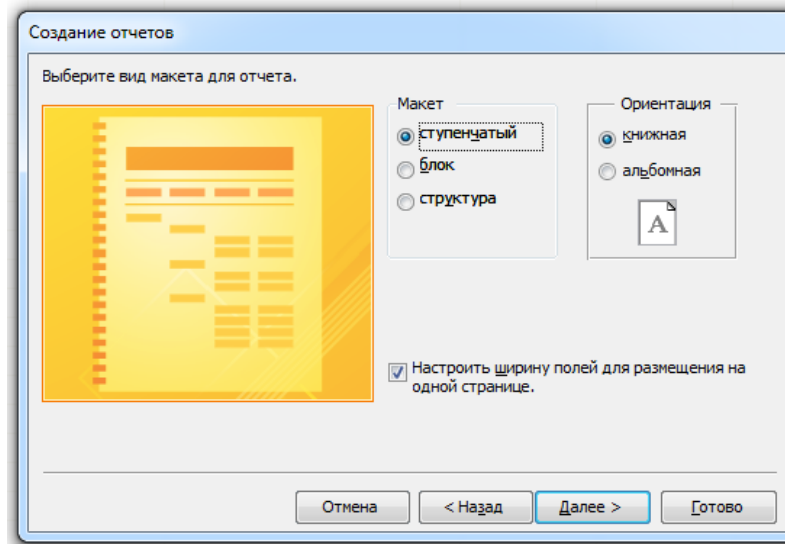 Создание отчетов
Выберите вид макета для отчета.
Макет
ступенчатый
блок
структура
Ориентация
книжная
альбомная
A
Настроить ширину полей для размещения на
одной странице.
Отмена
< Назад
Далее >
Готово